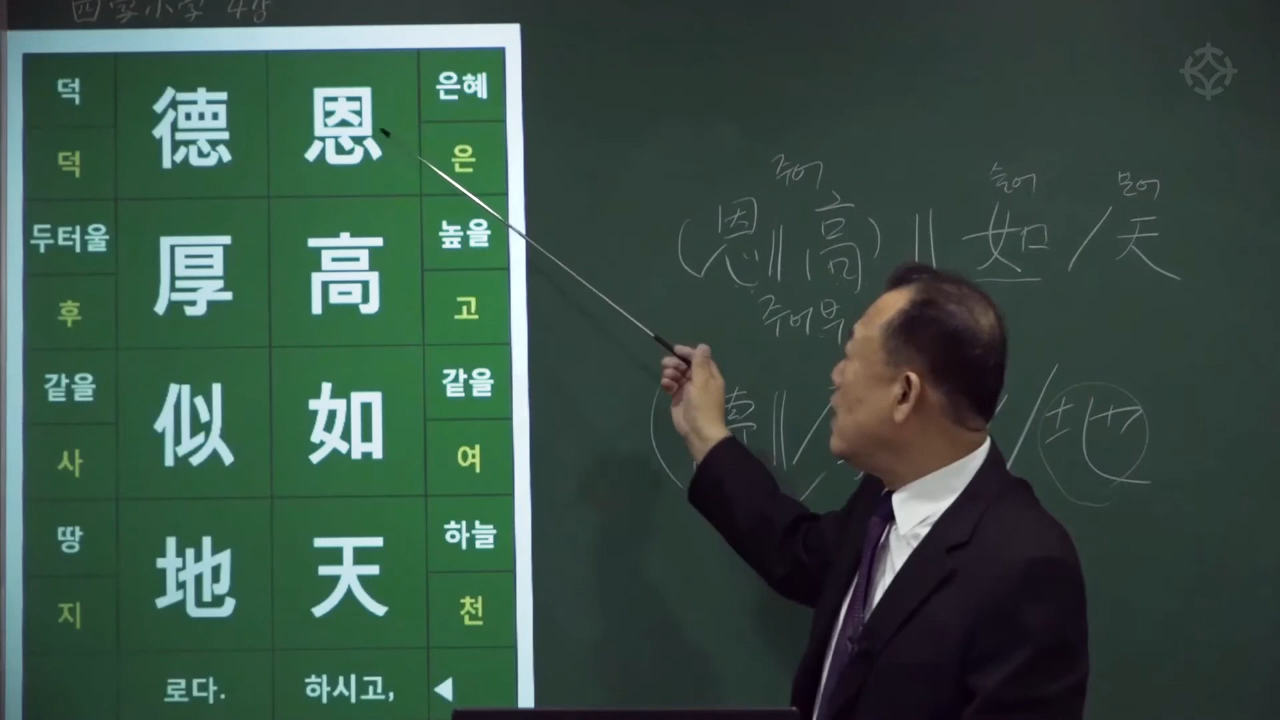 四字小学 4강
恩 은혜 은
高 높을 고
如 같을 여
天 하늘 천
하시고, ◀
德 덕 덕
厚 두터울 후
似 같을 사
地 땅 지
로다.
주어 술어 보어
(恩‖高)‖如/天
주어부
地